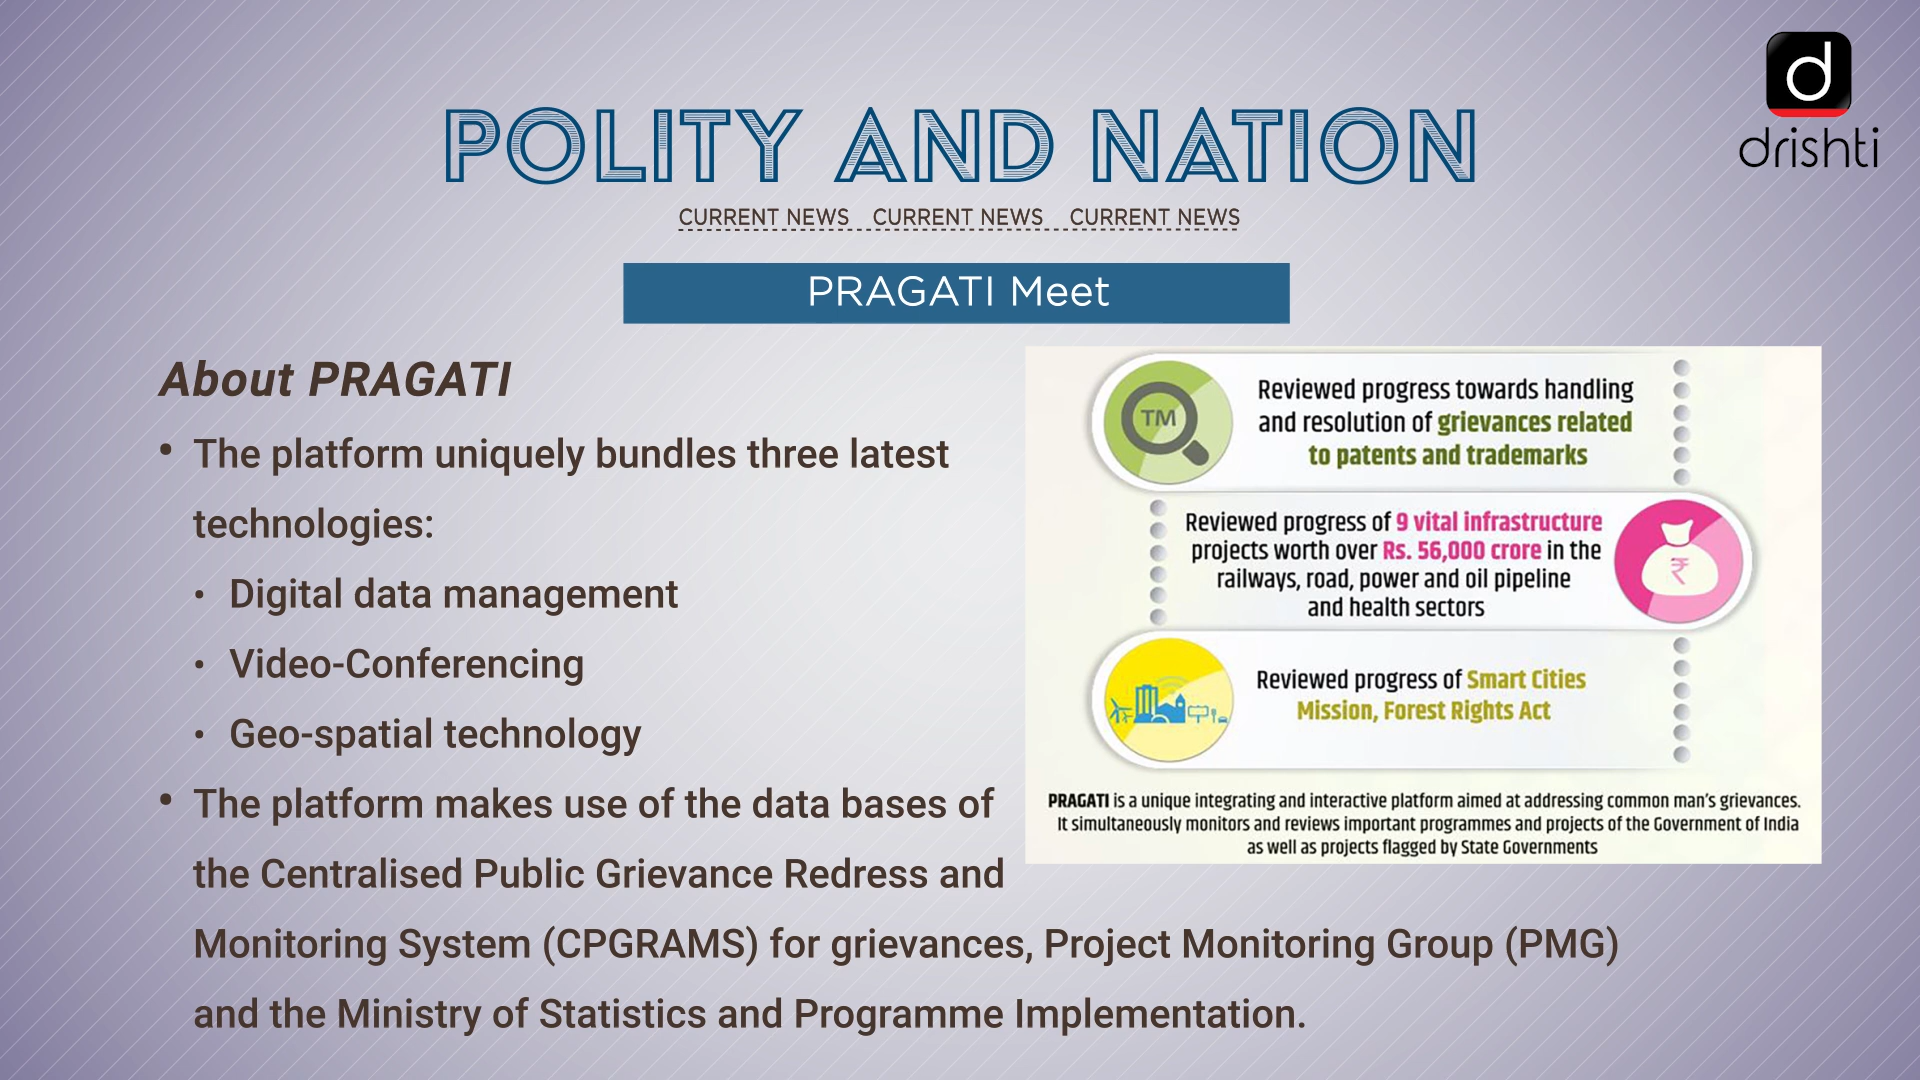 d
drishti
POLITY AND NATION
CURRENT NEWS CURRENT NEWS CURRENT NEWS
PRAGATI Meet
About PRAGATI
• The platform uniquely bundles three latest
technologies:
• Digital data management
• Video-Conferencing
• Geo-spatial technology
• The platform makes use of the data bases of
the Centralised Public Grievance Redress and
Monitoring System (CPGRAMS) for grievances, Project Monitoring Group (PMG)
and the Ministry of Statistics and Programme Implementation.
TM
Reviewed progress towards handling
and resolution of grievances related
to patents and trademarks
Reviewed progress of 9 vital infrastructure
projects worth over Rs. 56,000 crore in the
railways, road, power and oil pipeline
and health sectors
₹
Reviewed progress of Smart Cities
Mission, Forest Rights Act
PRAGATI is a unique integrating and interactive platform aimed at addressing common man's grievances.
It simultaneously monitors and reviews important programmes and projects of the Government of India
as well as projects flagged by State Governments